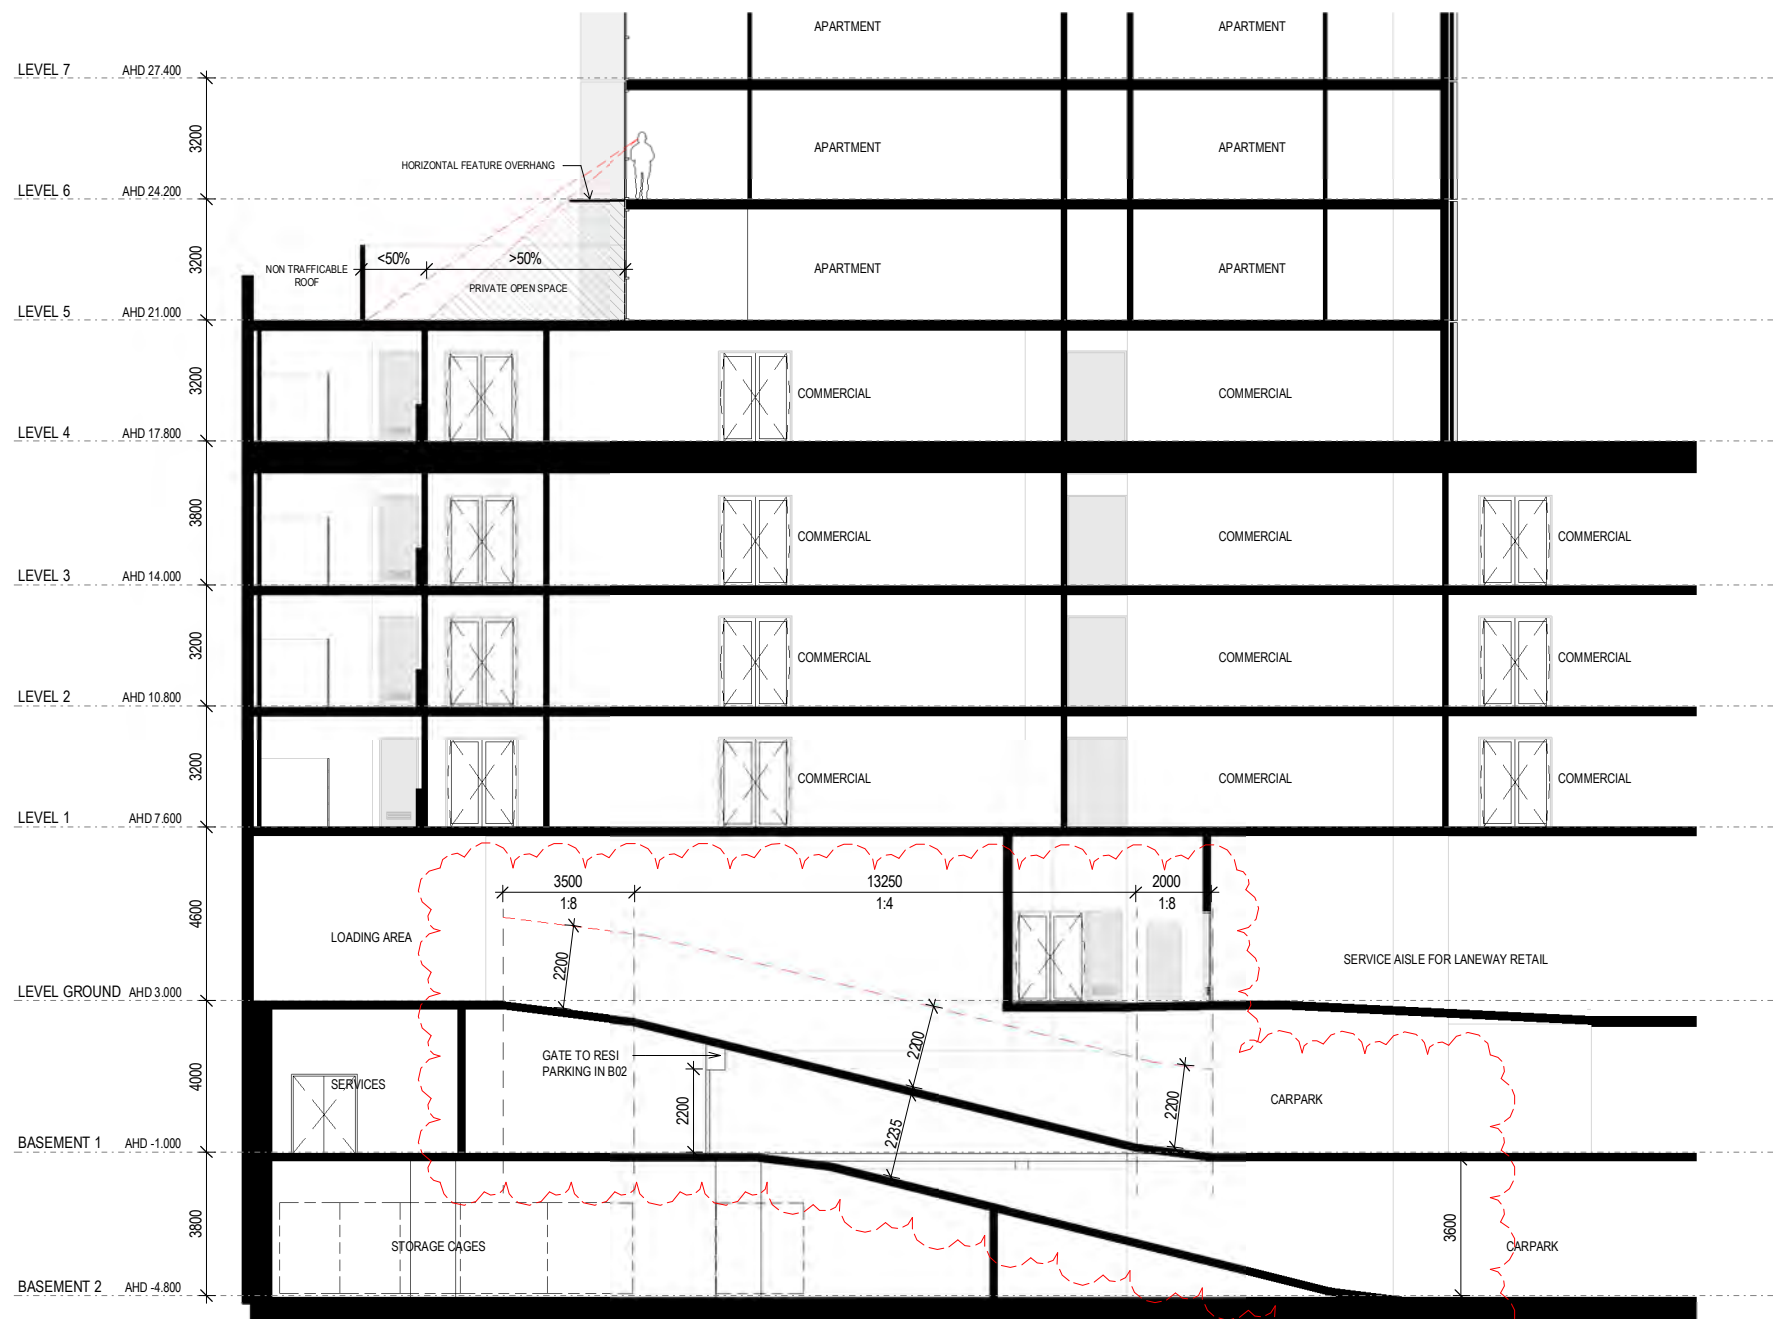 APARTMENT APARTMENT
LEVEL 7 AHD 27.400
3200
APARTMENT APARTMENT
HORIZONTAL FEATURE OVERHANG
LEVEL 6 AHD 24.200
3200
<50% >50%
NON TRAFFICABLE
ROOF
APARTMENT APARTMENT
PRIVATE OPEN SPACE
LEVEL 5 AHD 21.000
3200
COMMERCIAL COMMERCIAL
LEVEL 4 AHD 17.800
3800
COMMERCIAL COMMERCIAL COMMERCIAL
LEVEL 3 AHD 14.000
3200
COMMERCIAL COMMERCIAL COMMERCIAL
LEVEL 2 AHD 10.800
3200
COMMERCIAL COMMERCIAL COMMERCIAL
LEVEL 1 AHD 7.600
3500 13250 2000
1:8 1:4 1:8
4600
LOADING AREA
2200
SERVICE AISLE FOR LANEWAY RETAIL
LEVEL GROUND AHD 3.000
2200
GATE TO RESI
PARKING IN B02
4000
SERVICES
2200
2200
CARPARK
2235
BASEMENT 1 AHD -1.000
3800
3600
STORAGE CAGES
CARPARK
BASEMENT 2 AHD -4.800